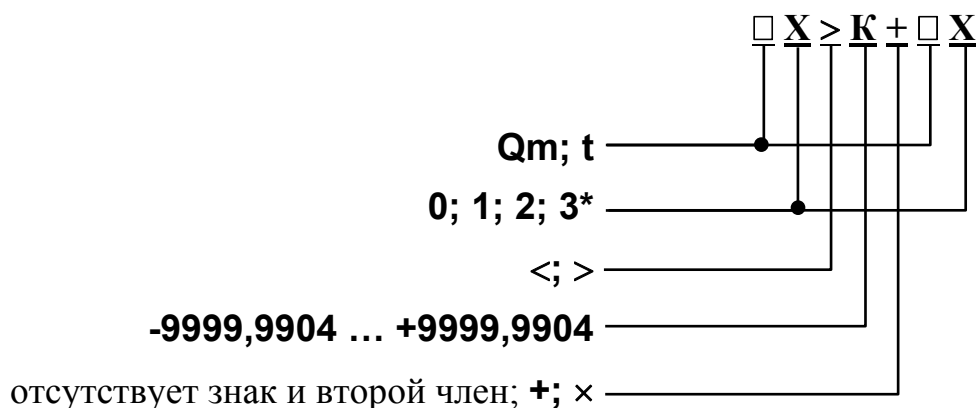 □ X > К + □ X
Qm; t
0; 1; 2; 3*
<; >
-9999,9904 … +9999,9904
отсутствует знак и второй член; +; ×